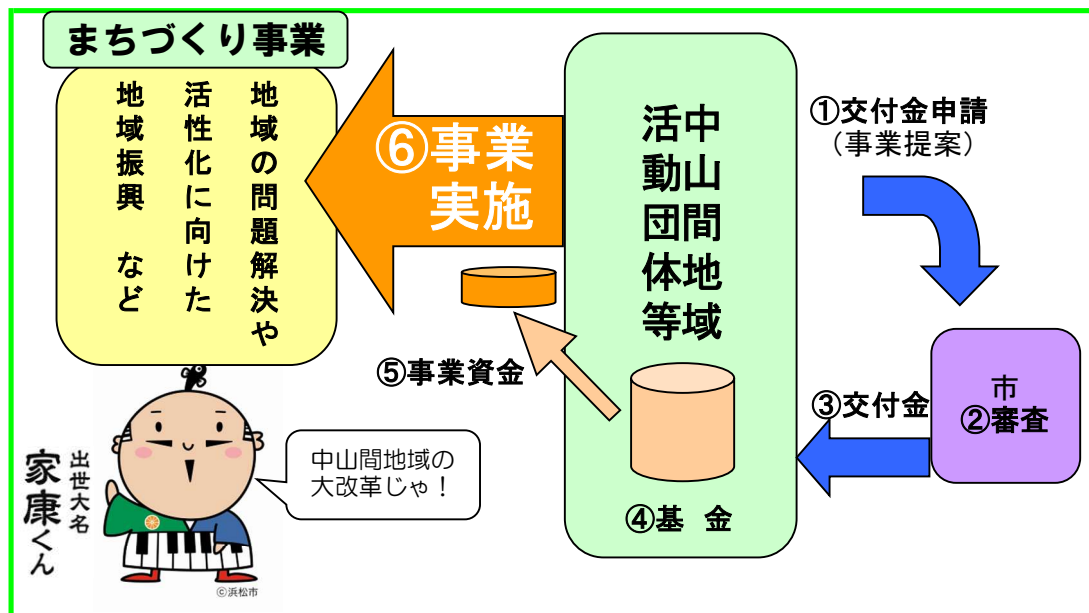 まちづくり事業
地域の問題解決や
活性化に向けた
地域振興　など
⑥事業
実施
中山間地域
活動団体等
①交付金申請
（事業提案）
市
②審査
③交付金
④基　金
⑤事業資金
中山間地域の
大改革じゃ！
出世大名
家康くん
©浜松市